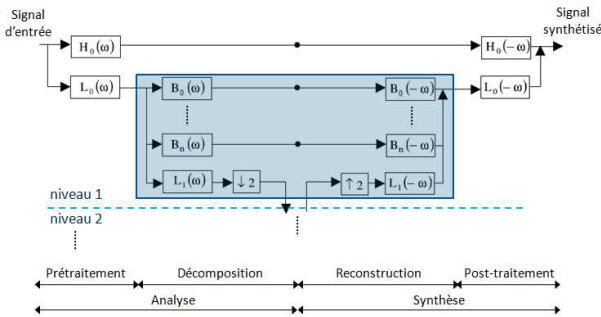 Signal
d'entrée
Signal
synthétisé
H₀(ω)
H₀(−ω)
L₀(ω)
B₀(ω)
B₀(−ω)
L₀(−ω)
Bₙ(ω)
Bₙ(−ω)
L₁(ω)
↓ 2
↑ 2
L₁(−ω)
niveau 1
niveau 2
Prétraitement
Décomposition
Reconstruction
Post-traitement
Analyse
Synthèse